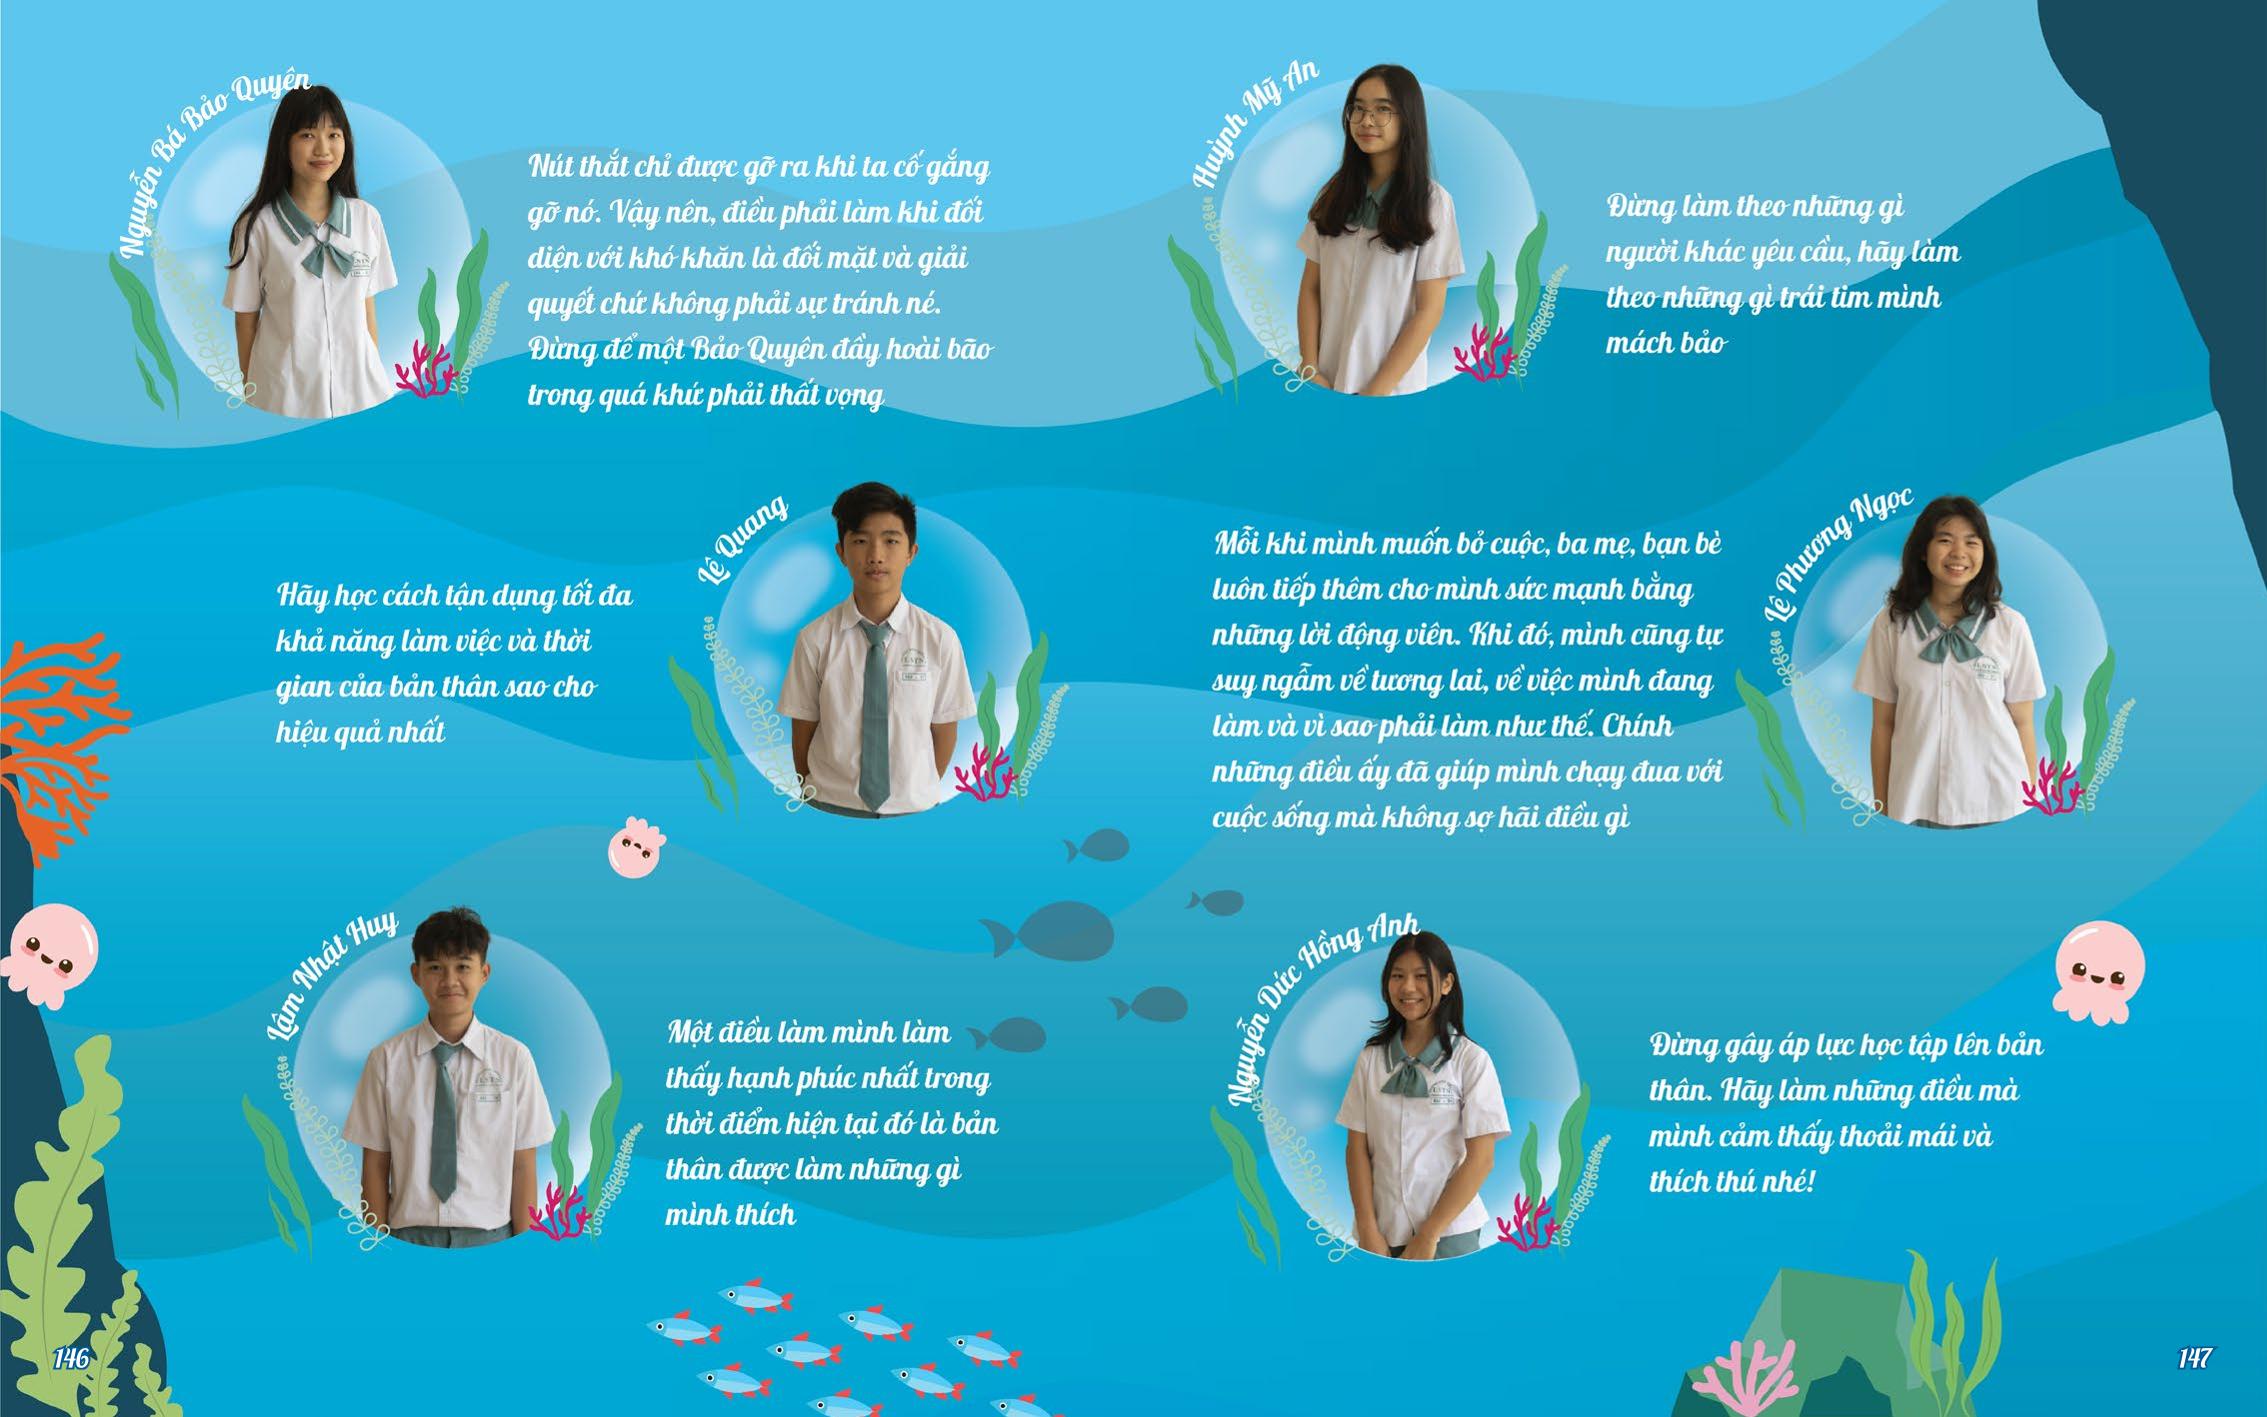 Nguyễn Bá Bảo Quyên
Nút thắt chỉ được gỡ ra khi ta cố gắng
gỡ nó. Vậy nên, điều phải làm khi đối
diện với khó khăn là đối mặt và giải
quyết chứ không phải sự tránh né.
Đừng để một Bảo Quyên đầy hoài bão
trong quá khứ phải thất vọng
Lê Quang
Hãy học cách tận dụng tối đa
khả năng làm việc và thời
gian của bản thân sao cho
hiệu quả nhất
Lâm Nhật Huy
Một điều làm mình làm
thấy hạnh phúc nhất trong
thời điểm hiện tại đó là bản
thân được làm những gì
mình thích
146
Huỳnh Mỹ An
Đừng làm theo những gì
người khác yêu cầu, hãy làm
theo những gì trái tim mình
mách bảo
Lê Phương Ngọc
Mỗi khi mình muốn bỏ cuộc, ba mẹ, bạn bè
luôn tiếp thêm cho mình sức mạnh bằng
những lời động viên. Khi đó, mình cũng tự
suy ngẫm về tương lai, về việc mình đang
làm và vì sao phải làm như thế. Chính
những điều ấy đã giúp mình chạy đua với
cuộc sống mà không sợ hãi điều gì
Nguyễn Đức Hồng Anh
Đừng gây áp lực học tập lên bản
thân. Hãy làm những điều mà
mình cảm thấy thoải mái và
thích thú nhé!
147